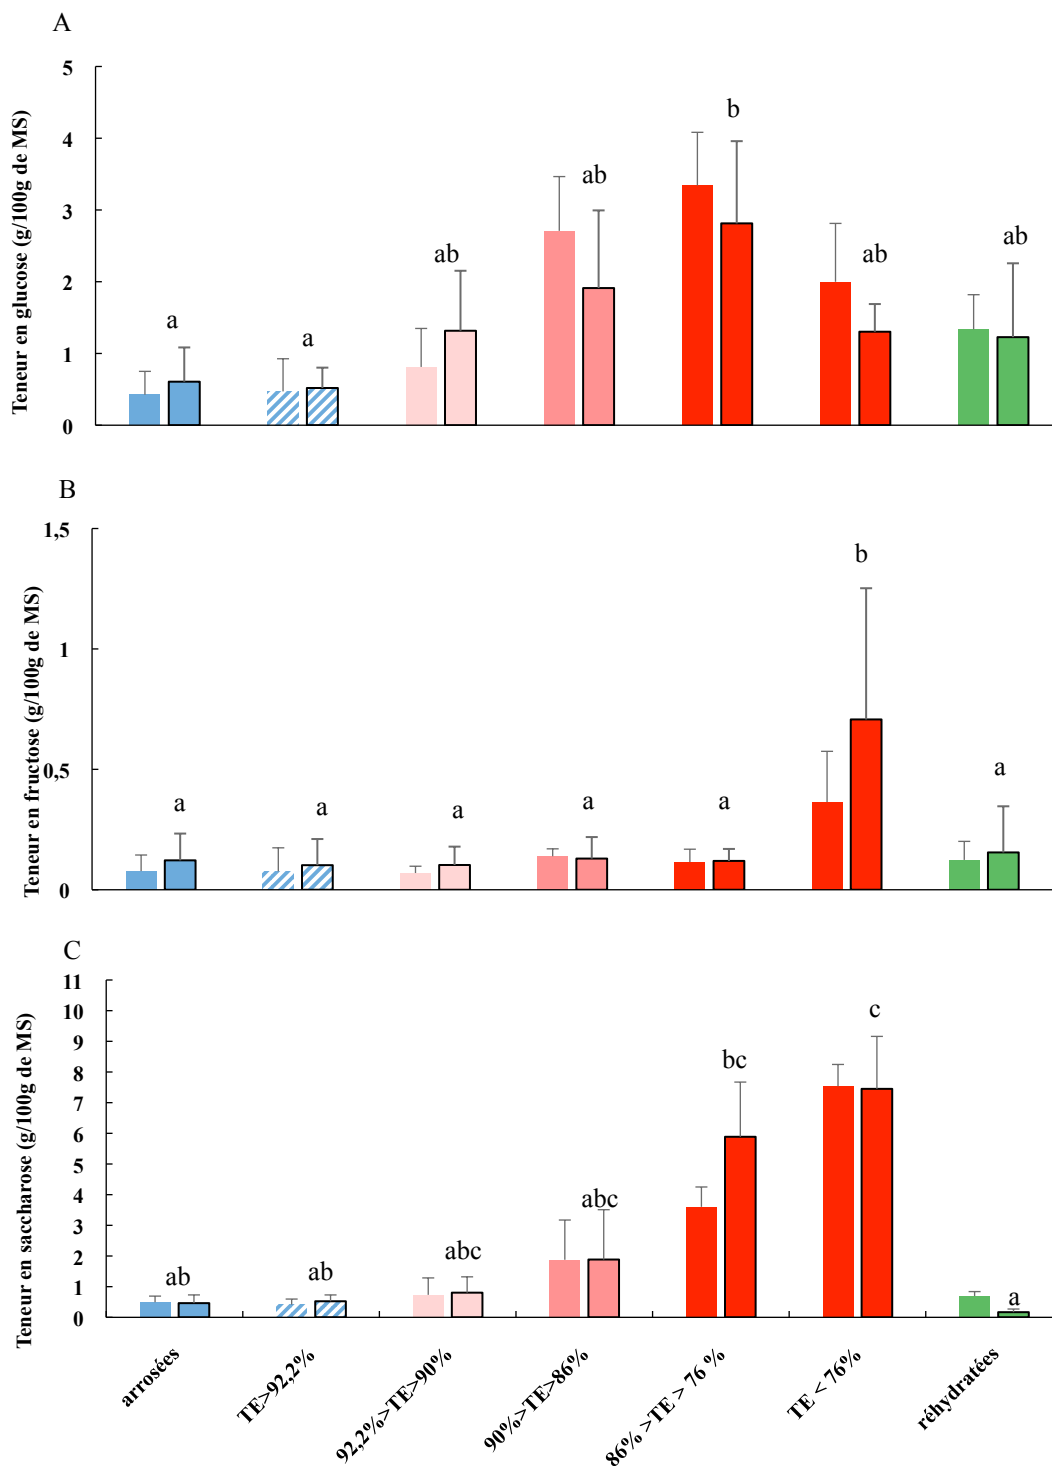 A
Teneur en glucose (g/100g de MS)
5
4
3
2
1
0
a
a
ab
ab
b
ab
ab
B
Teneur en fructose (g/100g de MS)
1,5
1
0,5
0
a
a
a
a
a
b
a
C
Teneur en saccharose (g/100g de MS)
11
10
9
8
7
6
5
4
3
2
1
0
ab
ab
abc
abc
bc
c
a
arrosées
TE>92,2%
92,2%>TE>90%
90%>TE>86%
86% >TE > 76 %
TE < 76%
réhydratées